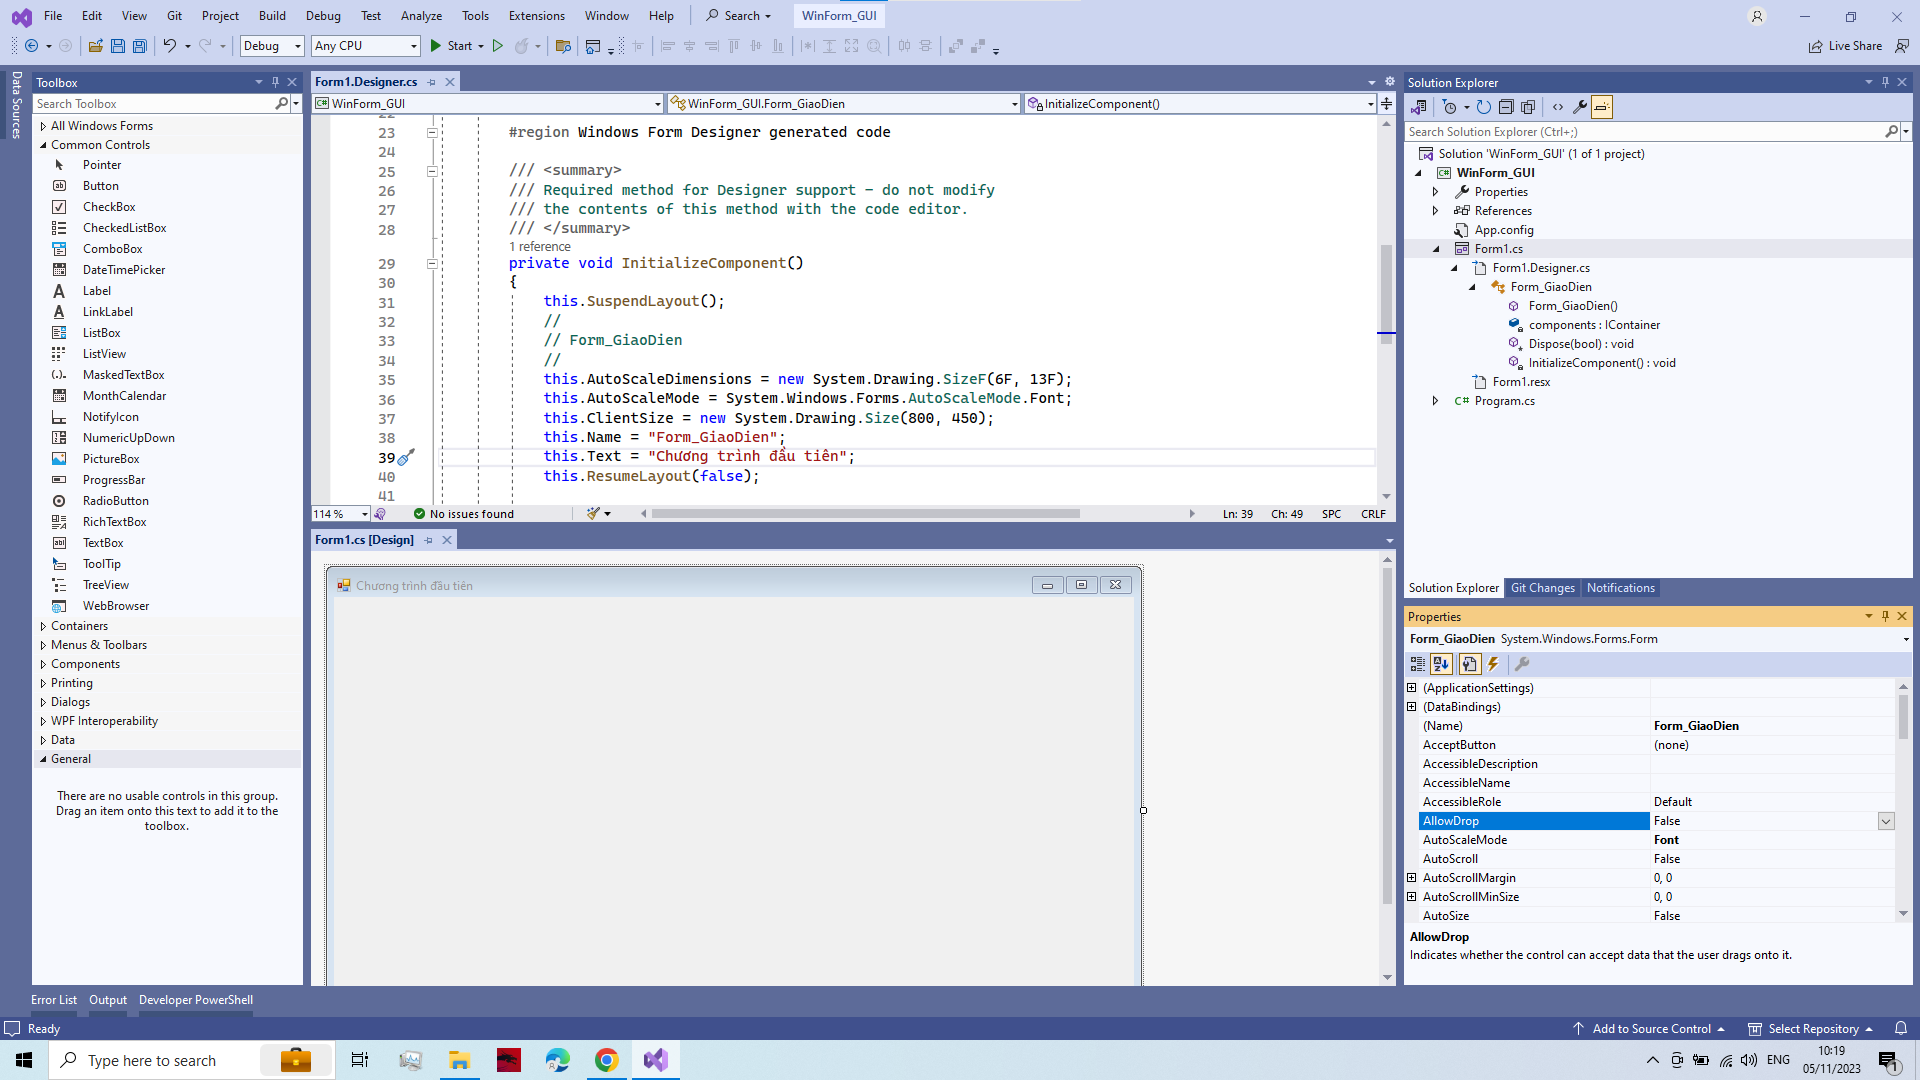 File Edit View Git Project Build Debug Test Analyze Tools Extensions Window Help Search WinForm_GUI
Debug Any CPU Start Live Share
Data Sources
Toolbox
Search Toolbox
All Windows Forms
Common Controls
Pointer
Button
CheckBox
CheckedListBox
ComboBox
DateTimePicker
Label
LinkLabel
ListBox
ListView
MaskedTextBox
MonthCalendar
NotifyIcon
NumericUpDown
PictureBox
ProgressBar
RadioButton
RichTextBox
TextBox
ToolTip
TreeView
WebBrowser
Containers
Menus & Toolbars
Components
Printing
Dialogs
WPF Interoperability
Data
General
There are no usable controls in this group.
Drag an item onto this text to add it to the
toolbox.
Form1.Designer.cs
WinForm_GUI WinForm_GUI.Form_GiaoDien InitializeComponent()
22
23 #region Windows Form Designer generated code
24
25 /// <summary>
26 /// Required method for Designer support - do not modify
27 /// the contents of this method with the code editor.
28 /// </summary>
1 reference
29 private void InitializeComponent()
30 {
31 this.SuspendLayout();
32 //
33 // Form_GiaoDien
34 //
35 this.AutoScaleDimensions = new System.Drawing.SizeF(6F, 13F);
36 this.AutoScaleMode = System.Windows.Forms.AutoScaleMode.Font;
37 this.ClientSize = new System.Drawing.Size(800, 450);
38 this.Name = "Form_GiaoDien";
39 this.Text = "Chương trình đầu tiên";
40 this.ResumeLayout(false);
41
114 % No issues found Ln: 39 Ch: 49 SPC CRLF
Form1.cs [Design]
Chương trình đầu tiên
Solution Explorer
Search Solution Explorer (Ctrl+;)
Solution 'WinForm_GUI' (1 of 1 project)
WinForm_GUI
Properties
References
App.config
Form1.cs
Form1.Designer.cs
Form_GiaoDien
Form_GiaoDien()
components : IContainer
Dispose(bool) : void
InitializeComponent() : void
Form1.resx
Program.cs
Solution Explorer Git Changes Notifications
Properties
Form_GiaoDien System.Windows.Forms.Form
(ApplicationSettings)
(DataBindings)
(Name) Form_GiaoDien
AcceptButton (none)
AccessibleDescription
AccessibleName
AccessibleRole Default
AllowDrop False
AutoScaleMode Font
AutoScroll False
AutoScrollMargin 0, 0
AutoScrollMinSize 0, 0
AutoSize False
AllowDrop
Indicates whether the control can accept data that the user drags onto it.
Error List Output Developer PowerShell
Ready Add to Source Control Select Repository
Type here to search ENG 10:19
05/11/2023 1